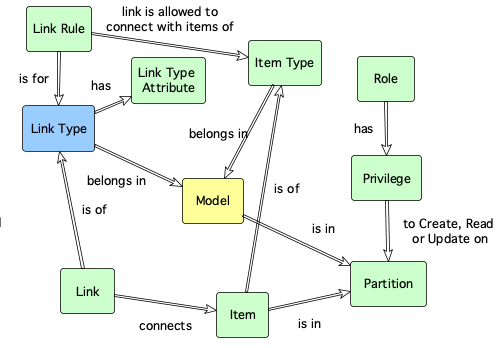 link is allowed to
connect with items of
Link Rule
Item Type
is for
has
Link Type
Attribute
Role
Link Type
belongs in
has
belongs in
Privilege
Model
is of
is of
to Create, Read
or Update on
is in
Link
Item
Partition
connects
is in